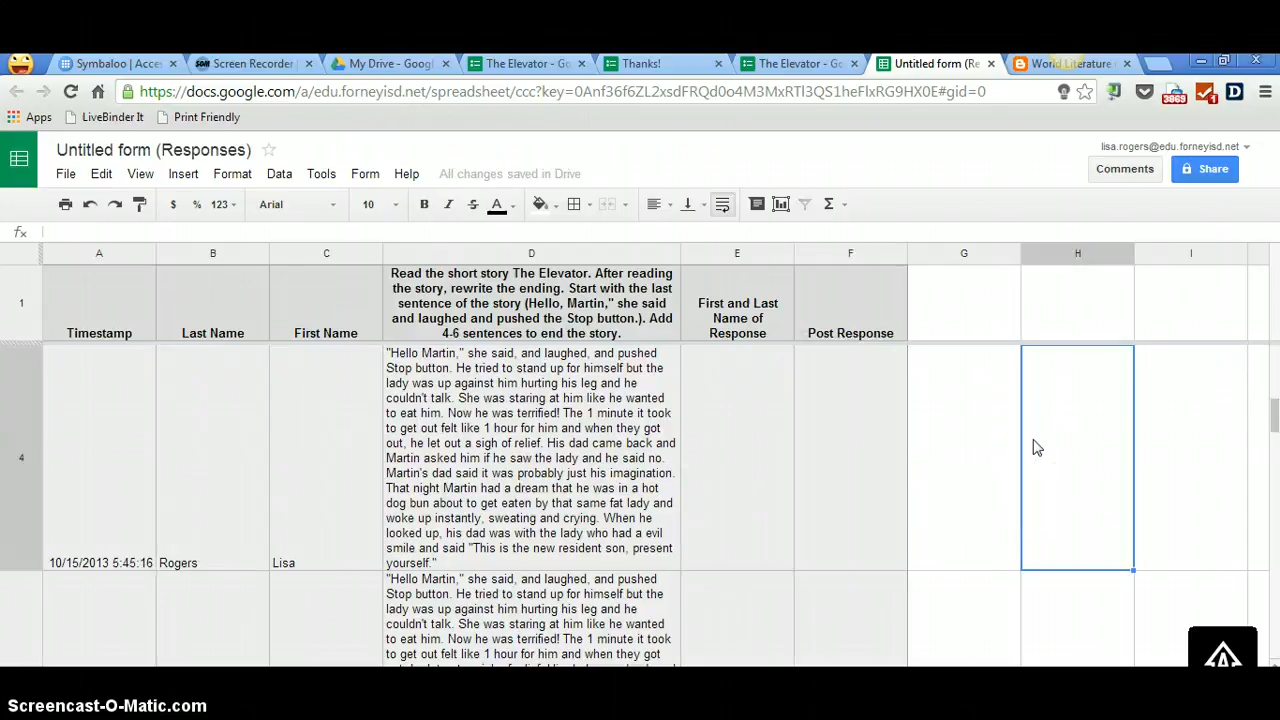 Symbaloo | Acces
Screen Recorder |
My Drive - Googl
The Elevator - Go
Thanks!
The Elevator - Go
Untitled form (Re
World Literature
https://docs.google.com/a/edu.forneyisd.net/spreadsheet/ccc?key=0Anf36f6ZL2xsdFRQd0o4M3MxRTl3QS1heFlxRG9HX0E#gid=0
3069
1
D
Apps
LiveBinder It
Print Friendly
Untitled form (Responses)
lisa.rogers@edu.forneyisd.net
File Edit View Insert Format Data Tools Form Help All changes saved in Drive
Comments
Share
$ % 123 Arial 10 B I S A Σ
fx
A B C D E F G H I
1
Timestamp
Last Name
First Name
Read the short story The Elevator. After reading
the story, rewrite the ending. Start with the last
sentence of the story (Hello, Martin," she said
and laughed and pushed the Stop button.). Add
4-6 sentences to end the story.
First and Last
Name of
Response
Post Response
4
10/15/2013 5:45:16
Rogers
Lisa
"Hello Martin," she said, and laughed, and pushed
Stop button. He tried to stand up for himself but the
lady was up against him hurting his leg and he
couldn't talk. She was staring at him like he wanted
to eat him. Now he was terrified! The 1 minute it took
to get out felt like 1 hour for him and when they got
out, he let out a sigh of relief. His dad came back and
Martin asked him if he saw the lady and he said no.
Martin's dad said it was probably just his imagination.
That night Martin had a dream that he was in a hot
dog bun about to get eaten by that same fat lady and
woke up instantly, sweating and crying. When he
looked up, his dad was with the lady who had a evil
smile and said "This is the new resident son, present
yourself."
"Hello Martin," she said, and laughed, and pushed
Stop button. He tried to stand up for himself but the
lady was up against him hurting his leg and he
couldn't talk. She was staring at him like he wanted
to eat him. Now he was terrified! The 1 minute it took
to get out felt like 1 hour for him and when they got
Screencast-O-Matic.com